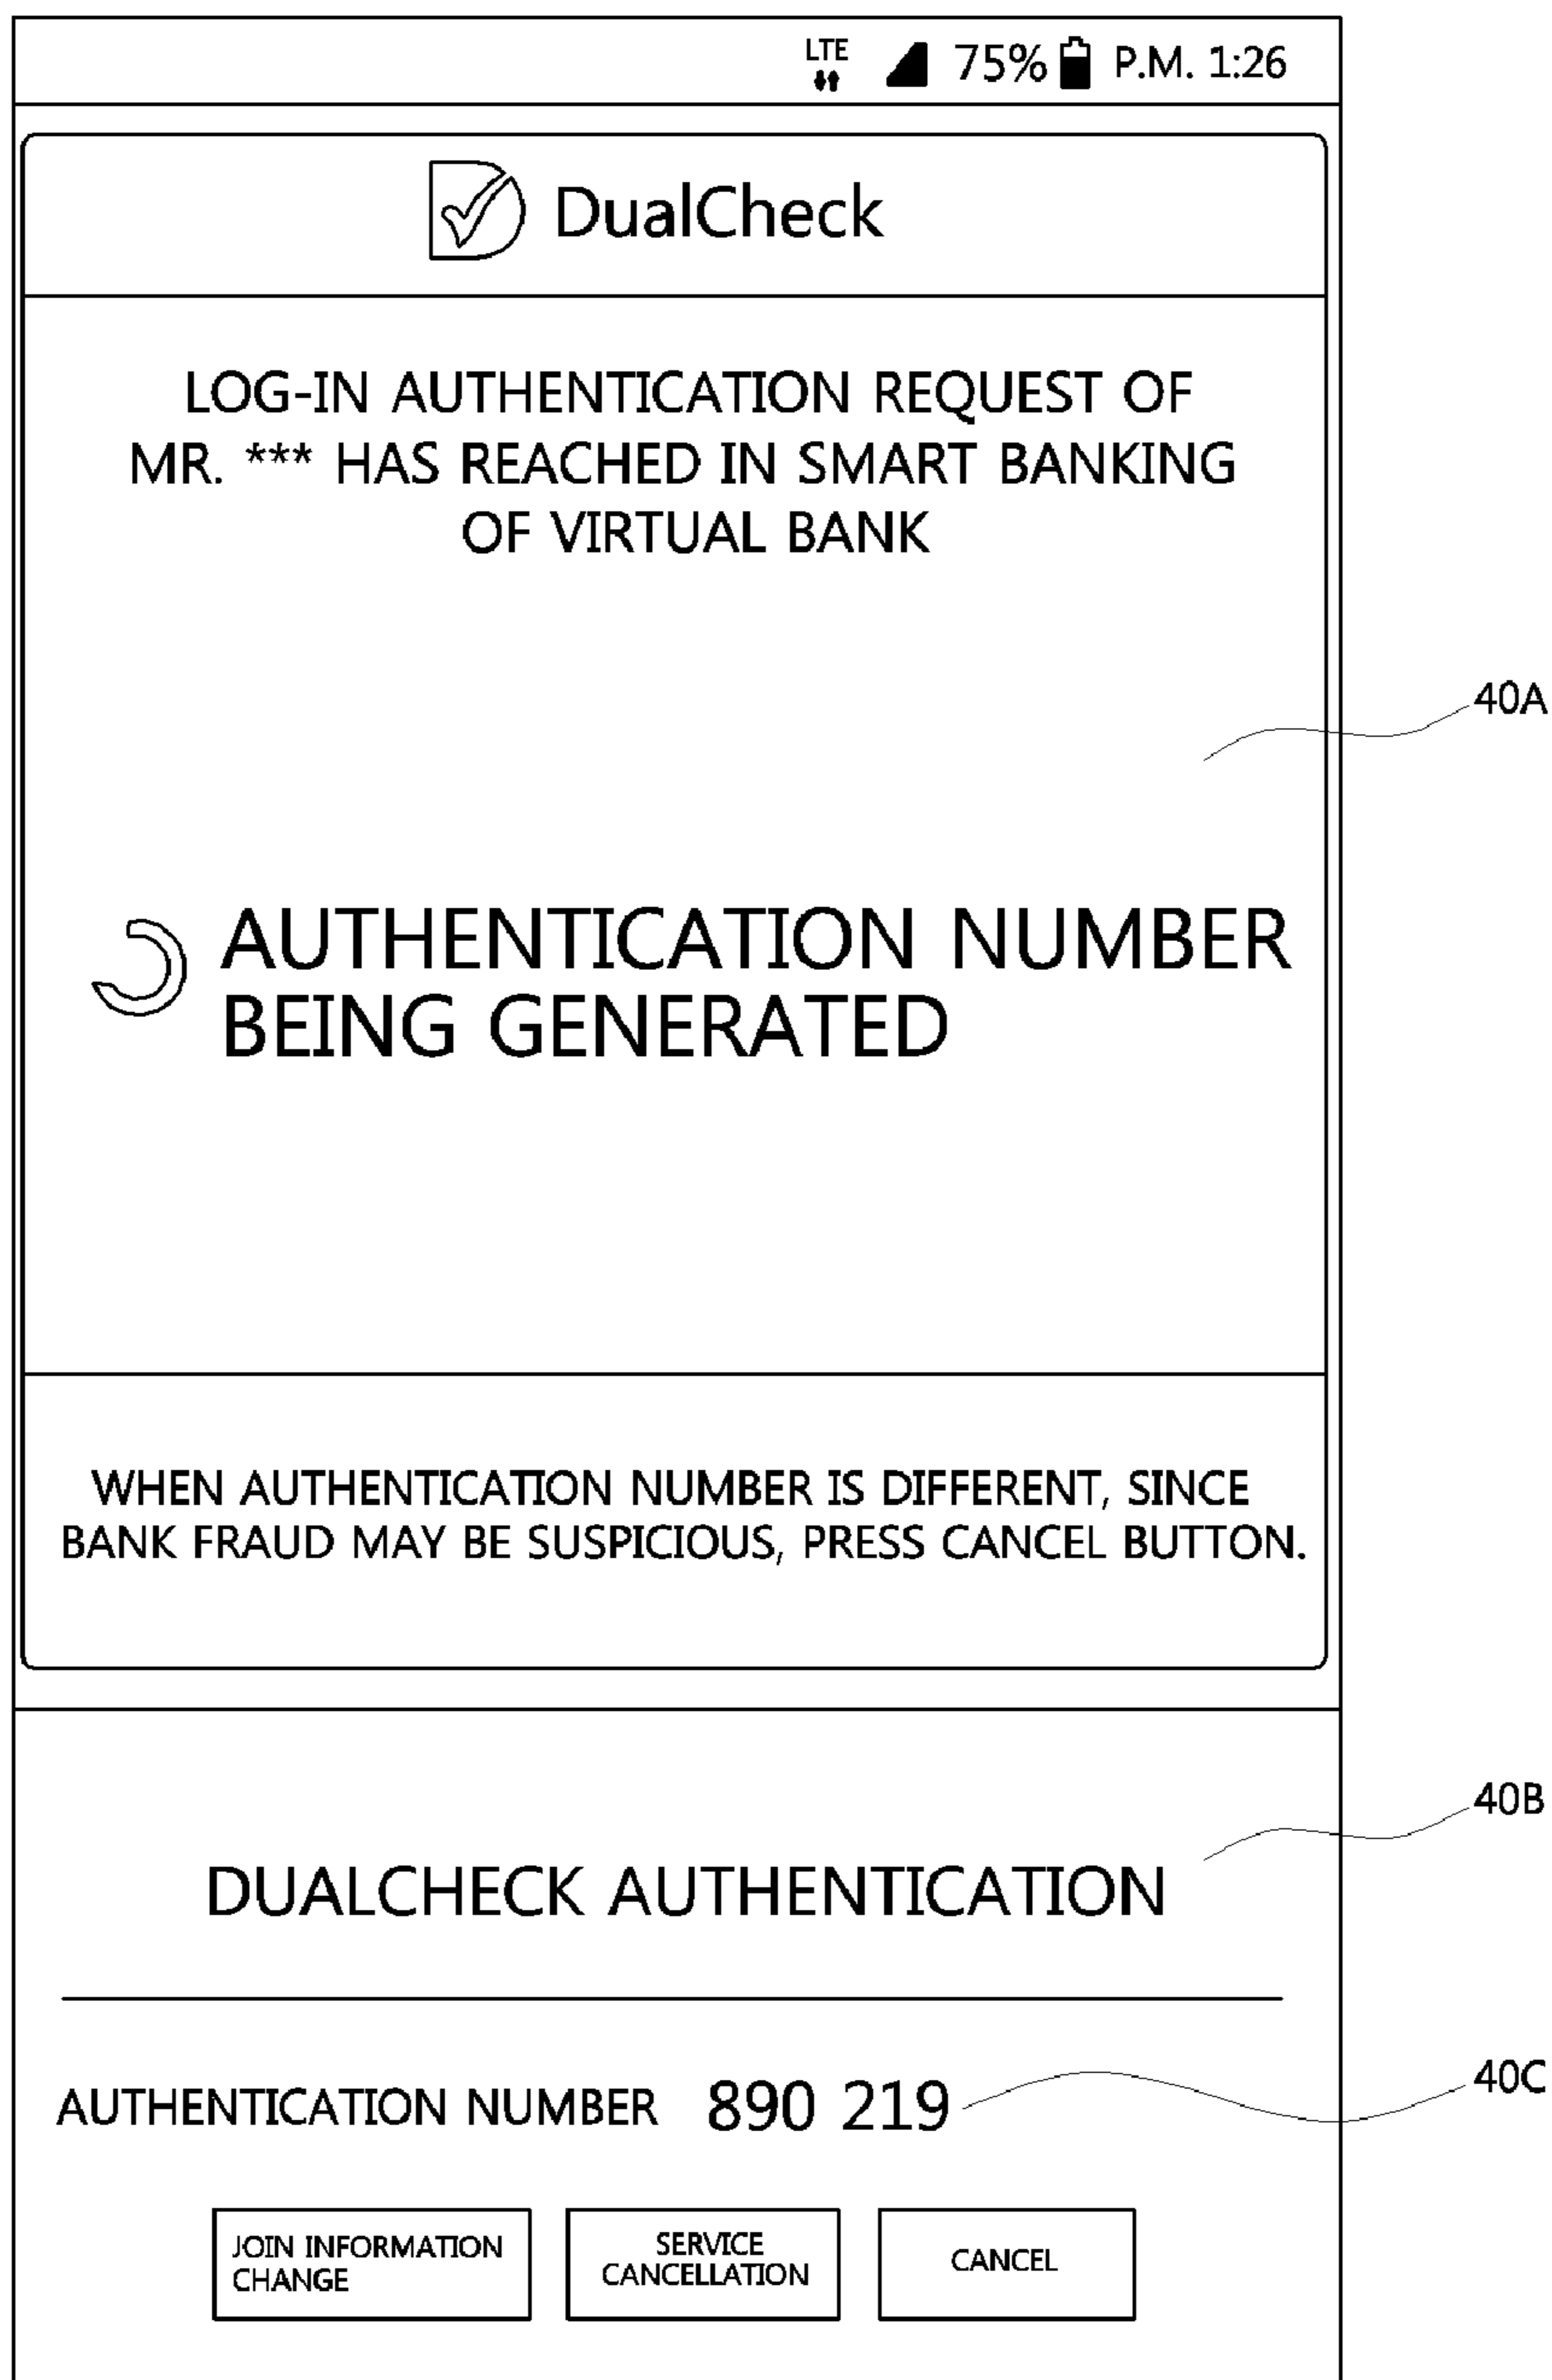 LTE 75% P.M. 1:26
DualCheck
LOG-IN AUTHENTICATION REQUEST OF
MR. *** HAS REACHED IN SMART BANKING
OF VIRTUAL BANK
40A
AUTHENTICATION NUMBER
BEING GENERATED
WHEN AUTHENTICATION NUMBER IS DIFFERENT, SINCE
BANK FRAUD MAY BE SUSPICIOUS, PRESS CANCEL BUTTON.
40B
DUALCHECK AUTHENTICATION
40C
AUTHENTICATION NUMBER 890 219
JOIN INFORMATION
CHANGE
SERVICE
CANCELLATION
CANCEL